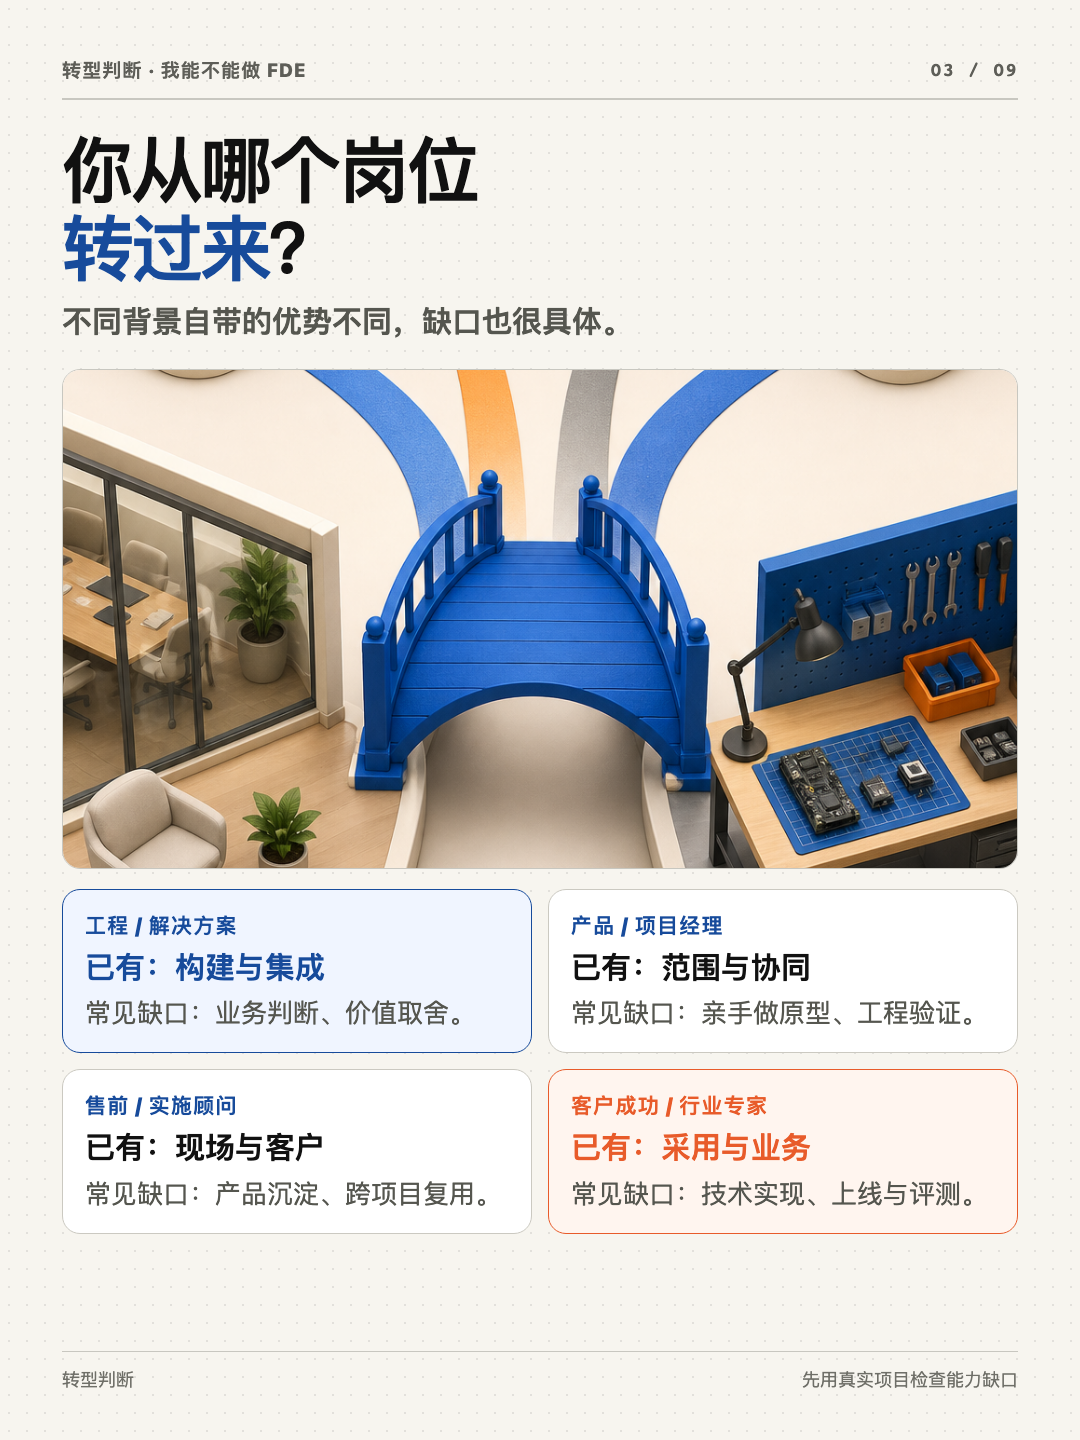 转型判断 · 我能不能做 FDE
03 / 09
你从哪个岗位
转过来?
不同背景自带的优势不同，缺口也很具体。
工程 / 解决方案
已有：构建与集成
常见缺口：业务判断、价值取舍。
产品 / 项目经理
已有：范围与协同
常见缺口：亲手做原型、工程验证。
售前 / 实施顾问
已有：现场与客户
常见缺口：产品沉淀、跨项目复用。
客户成功 / 行业专家
已有：采用与业务
常见缺口：技术实现、上线与评测。
转型判断
先用真实项目检查能力缺口